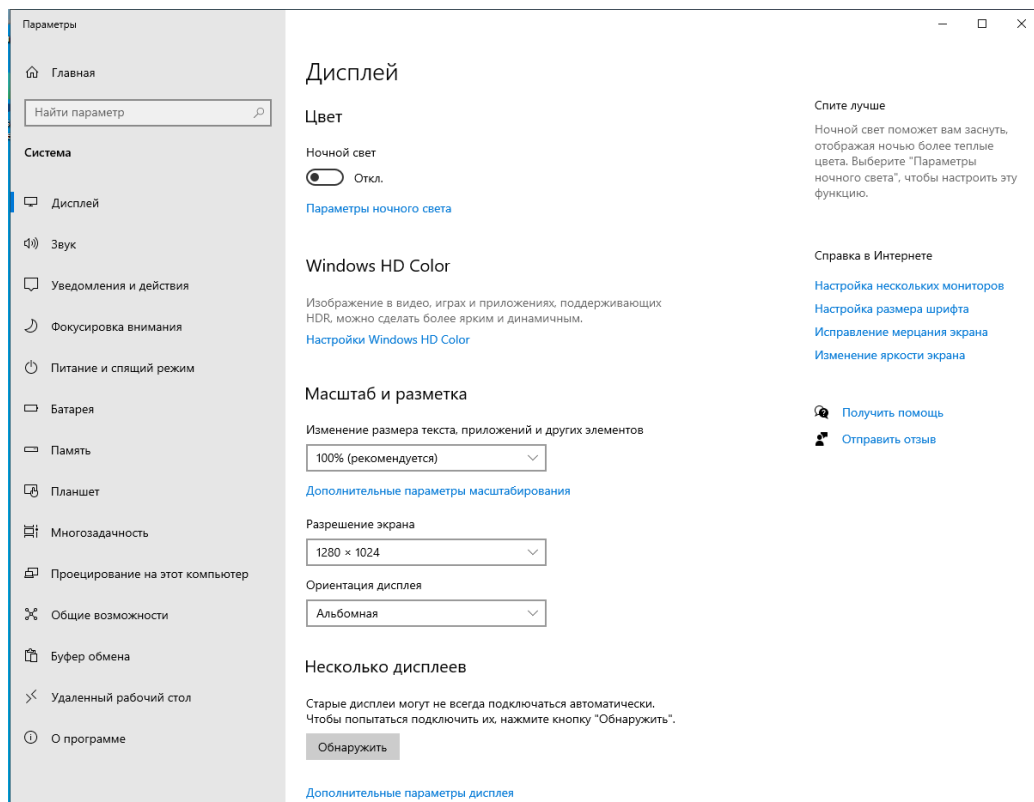 Параметры
Главная
Найти параметр
Система
Дисплей
Звук
Уведомления и действия
Фокусировка внимания
Питание и спящий режим
Батарея
Память
Планшет
Многозадачность
Проецирование на этот компьютер
Общие возможности
Буфер обмена
Удаленный рабочий стол
О программе
Дисплей
Цвет
Ночной свет
Откл.
Параметры ночного света
Windows HD Color
Изображение в видео, играх и приложениях, поддерживающих
HDR, можно сделать более ярким и динамичным.
Настройки Windows HD Color
Масштаб и разметка
Изменение размера текста, приложений и других элементов
100% (рекомендуется)
Дополнительные параметры масштабирования
Разрешение экрана
1280 × 1024
Ориентация дисплея
Альбомная
Несколько дисплеев
Старые дисплеи могут не всегда подключаться автоматически.
Чтобы попытаться подключить их, нажмите кнопку "Обнаружить".
Обнаружить
Дополнительные параметры дисплея
Спите лучше
Ночной свет поможет вам заснуть,
отображая ночью более теплые
цвета. Выберите "Параметры
ночного света", чтобы настроить эту
функцию.
Справка в Интернете
Настройка нескольких мониторов
Настройка размера шрифта
Исправление мерцания экрана
Изменение яркости экрана
Получить помощь
Отправить отзыв